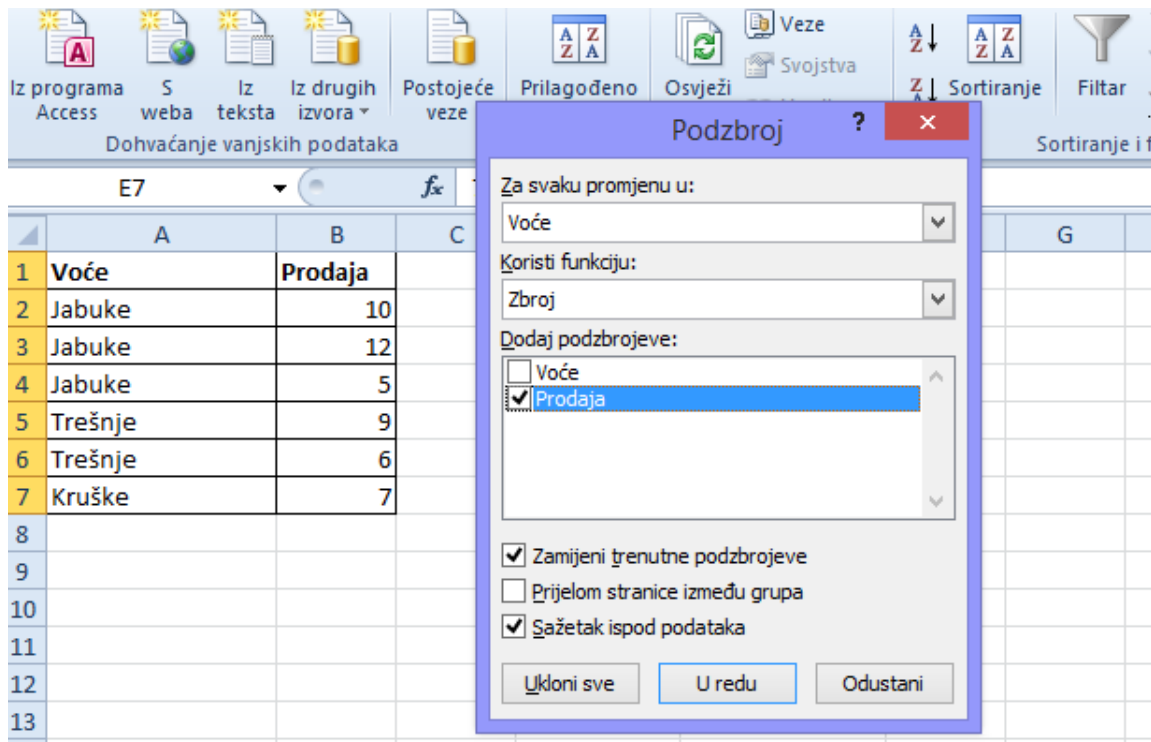 Iz programa Access
S weba
Iz teksta
Iz drugih izvora
Postojeće veze
Prilagođeno
Osvježi
Veze
Svojstva
Sortiranje
Filtar
Dohvaćanje vanjskih podataka
Sortiranje i
E7
fx
Podzbroj ?
Za svaku promjenu u:
Voće
Koristi funkciju:
Zbroj
Dodaj podzbrojeve:
Voće
Prodaja
Zamijeni trenutne podzbrojeve
Prijelom stranice između grupa
Sažetak ispod podataka
Ukloni sve U redu Odustani
A B C G
1 Voće Prodaja
2 Jabuke 10
3 Jabuke 12
4 Jabuke 5
5 Trešnje 9
6 Trešnje 6
7 Kruške 7
8
9
10
11
12
13